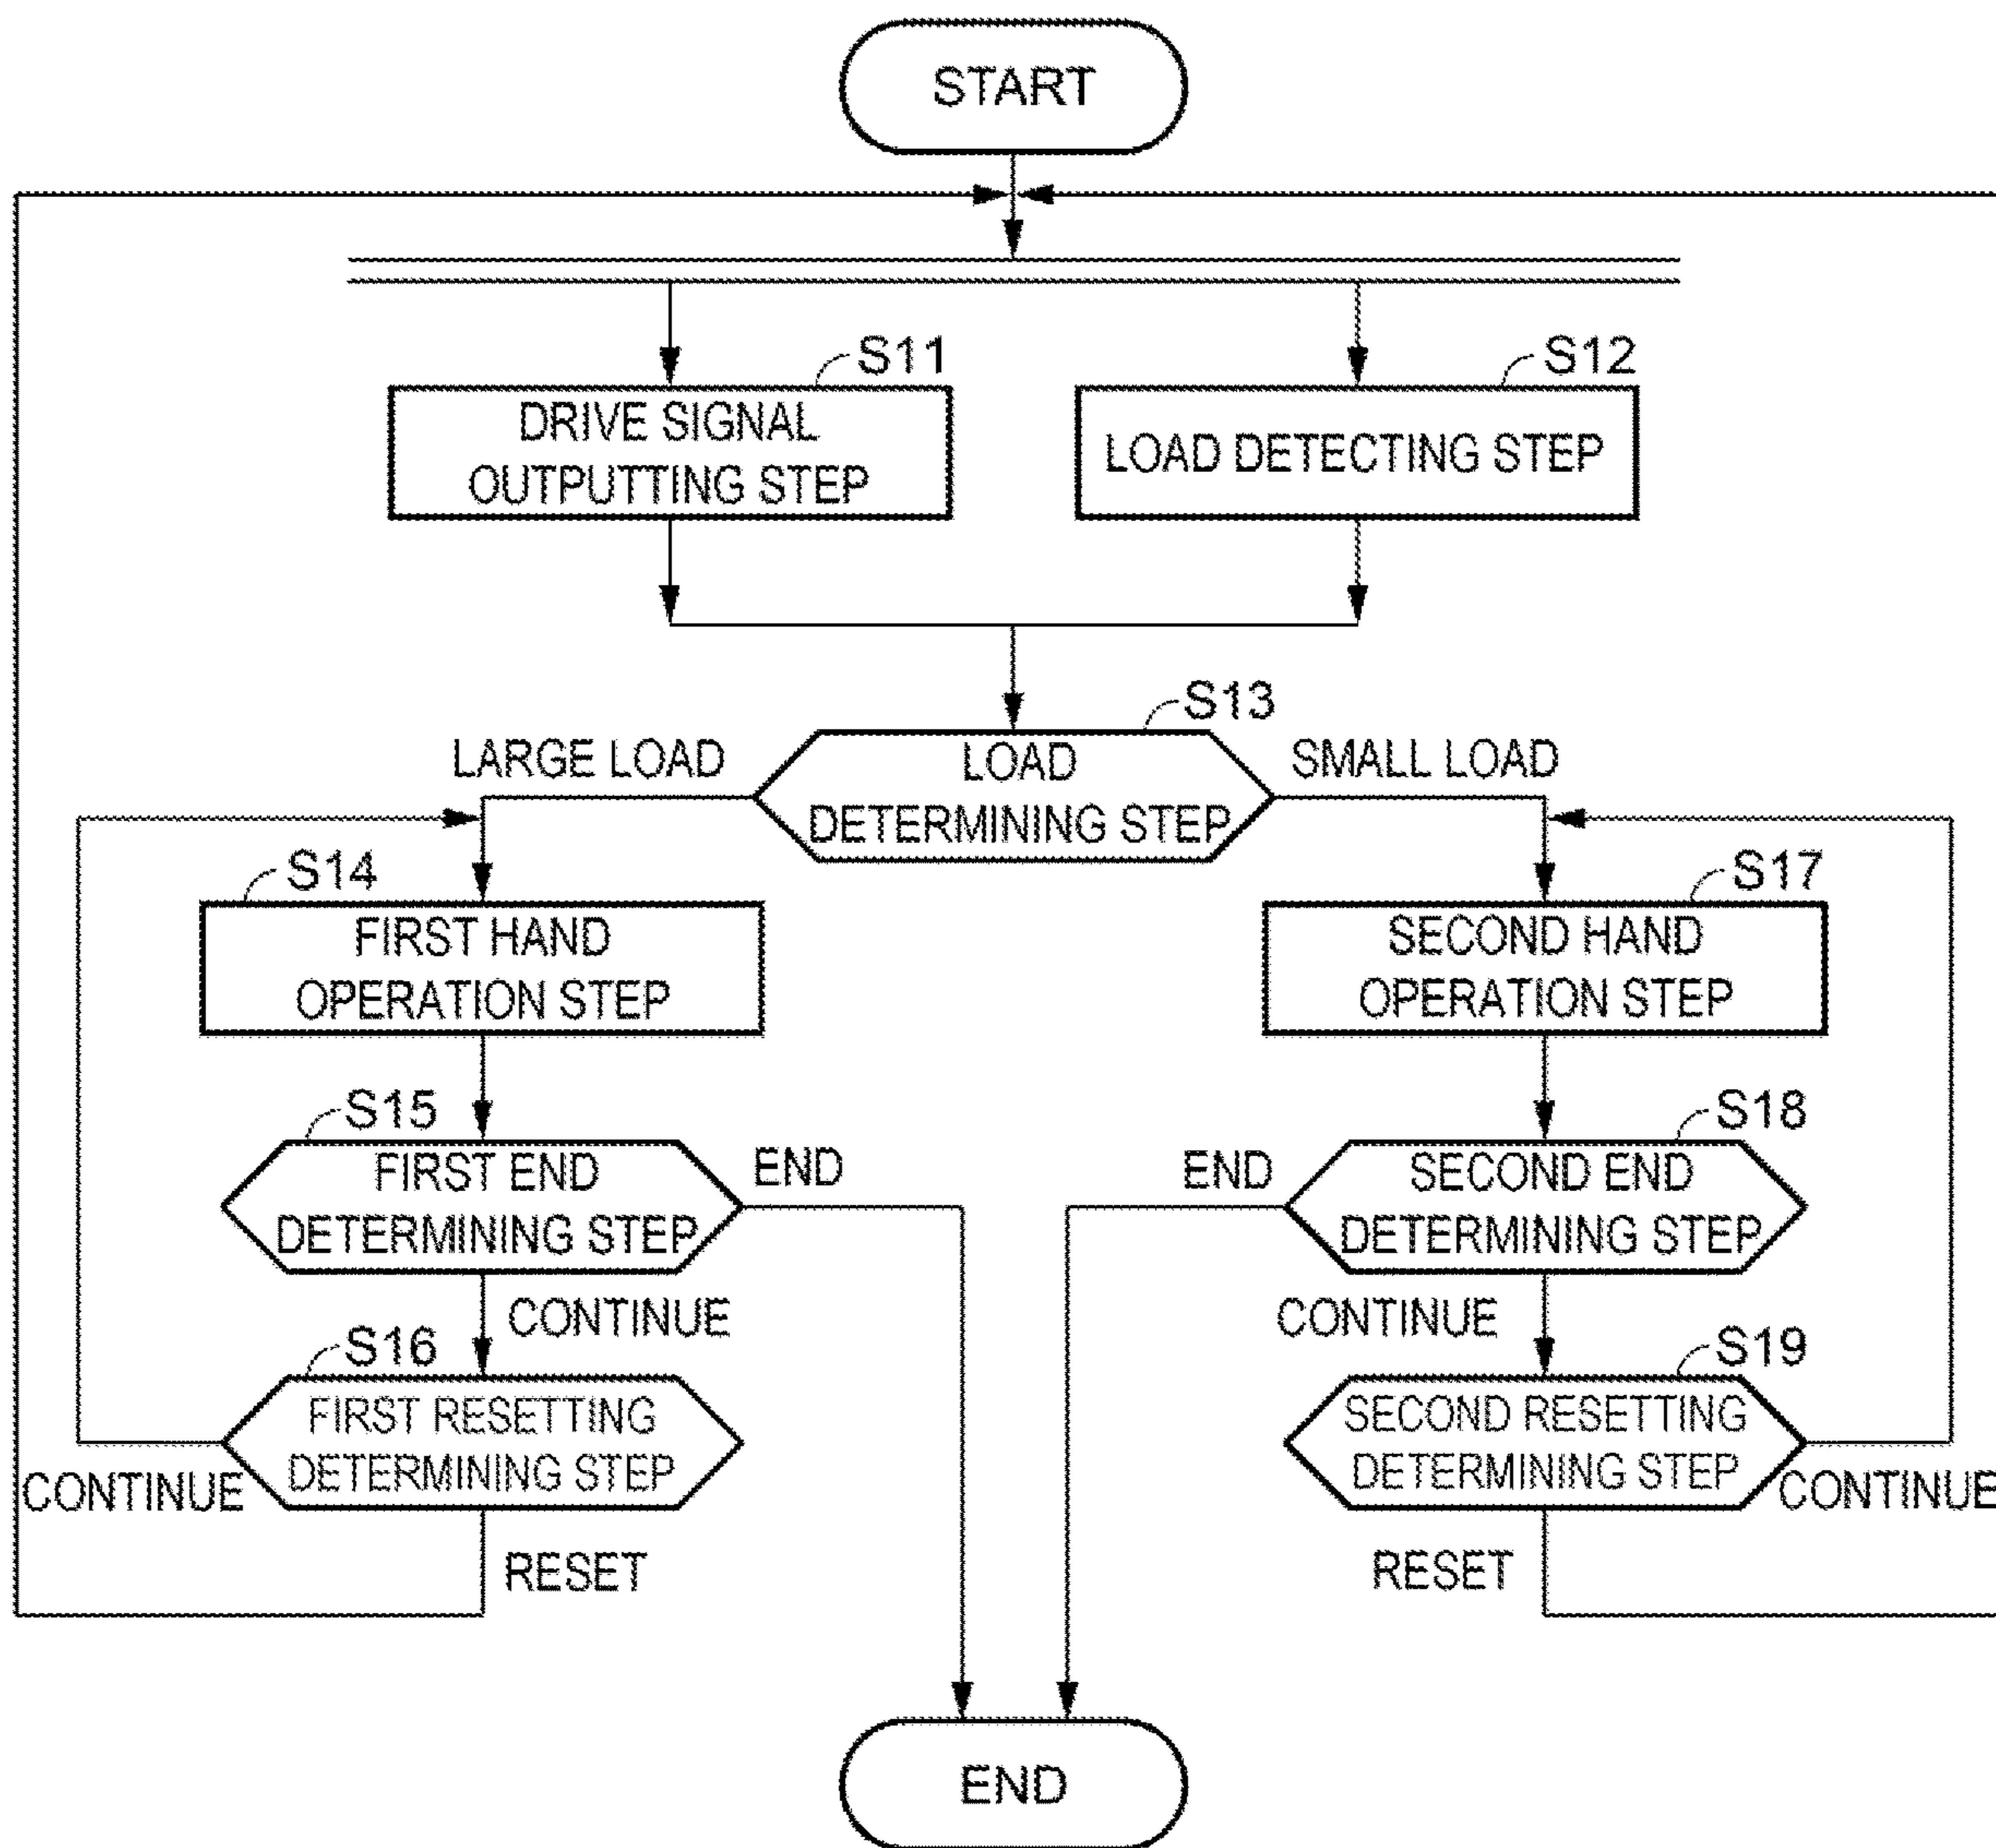 START
S11
DRIVE SIGNAL
OUTPUTTING STEP
S12
LOAD DETECTING STEP
S13
LOAD
DETERMINING STEP
LARGE LOAD
SMALL LOAD
S14
FIRST HAND
OPERATION STEP
S17
SECOND HAND
OPERATION STEP
S15
FIRST END
DETERMINING STEP
END
S18
SECOND END
DETERMINING STEP
END
CONTINUE
CONTINUE
S16
FIRST RESETTING
DETERMINING STEP
CONTINUE
RESET
S19
SECOND RESETTING
DETERMINING STEP
CONTINUE
RESET
END